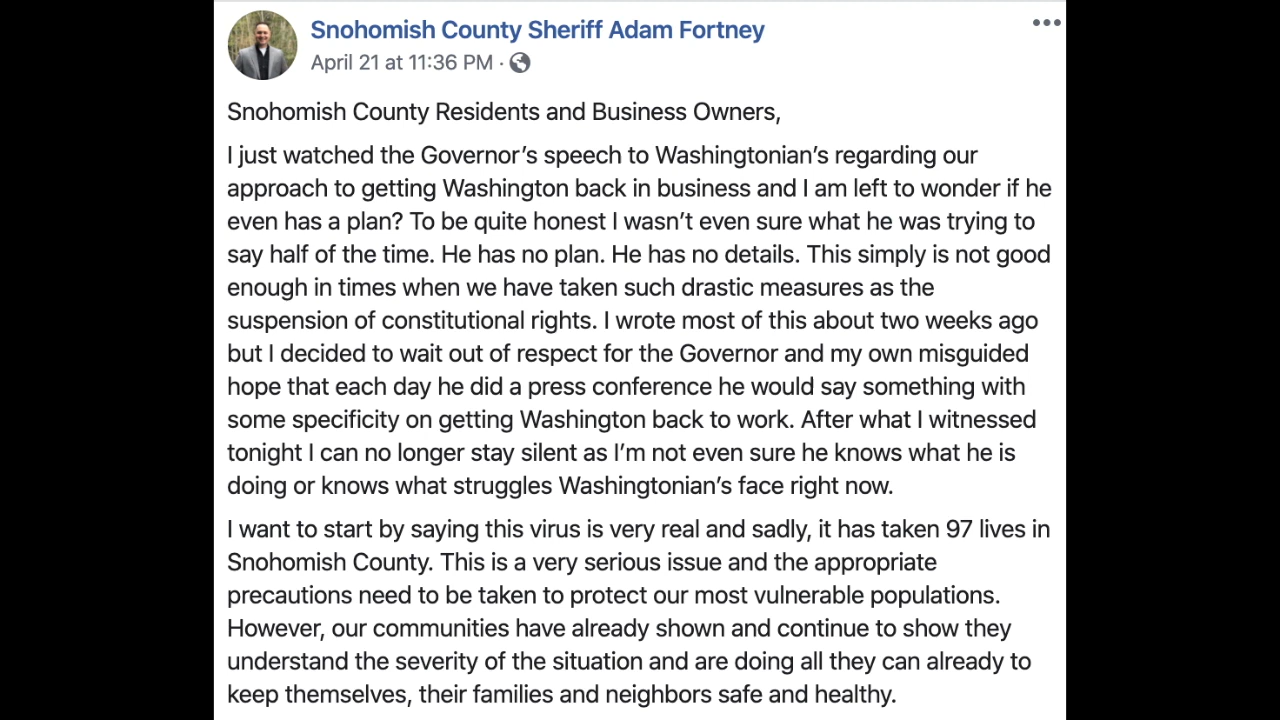 Snohomish County Sheriff Adam Fortney
April 21 at 11:36 PM ·
Snohomish County Residents and Business Owners,
I just watched the Governor’s speech to Washingtonian’s regarding our
approach to getting Washington back in business and I am left to wonder if he
even has a plan? To be quite honest I wasn’t even sure what he was trying to
say half of the time. He has no plan. He has no details. This simply is not good
enough in times when we have taken such drastic measures as the
suspension of constitutional rights. I wrote most of this about two weeks ago
but I decided to wait out of respect for the Governor and my own misguided
hope that each day he did a press conference he would say something with
some specificity on getting Washington back to work. After what I witnessed
tonight I can no longer stay silent as I’m not even sure he knows what he is
doing or knows what struggles Washingtonian’s face right now.
I want to start by saying this virus is very real and sadly, it has taken 97 lives in
Snohomish County. This is a very serious issue and the appropriate
precautions need to be taken to protect our most vulnerable populations.
However, our communities have already shown and continue to show they
understand the severity of the situation and are doing all they can already to
keep themselves, their families and neighbors safe and healthy.